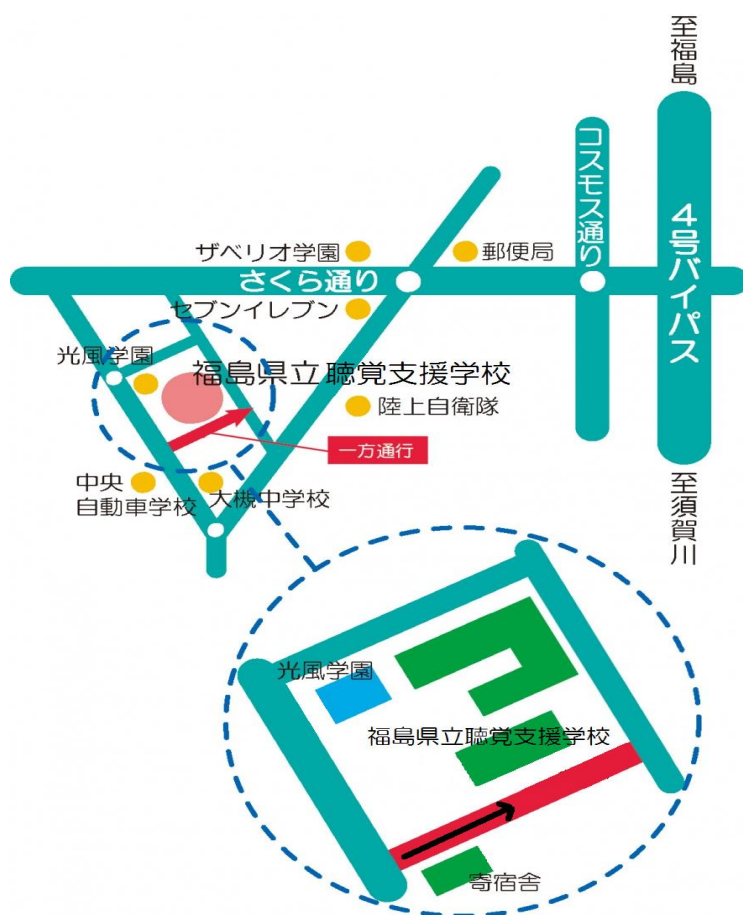 至福島
コスモス通り
4号バイパス
ザベリオ学園
郵便局
さくら通り
セブンイレブン
光風学園
福島県立聴覚支援学校
陸上自衛隊
一方通行
中央
自動車学校
大槻中学校
至須賀川
光風学園
福島県立聴覚支援学校
寄宿舎